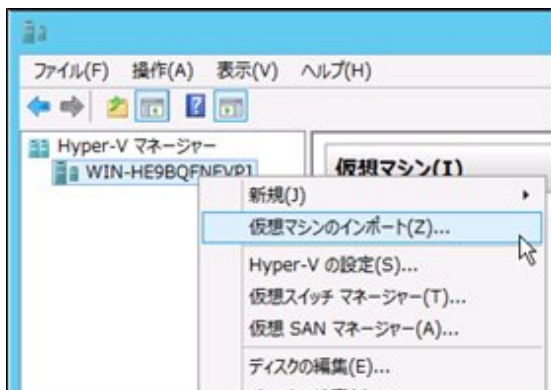 ファイル(F) 操作(A) 表示(V) ヘルプ(H)
Hyper-V マネージャー
WIN-HE9BQFNFVP1
仮想マシン(I)
新規(J)
仮想マシンのインポート(Z)...
Hyper-V の設定(S)...
仮想スイッチ マネージャー(T)...
仮想 SAN マネージャー(A)...
ディスクの編集(E)...